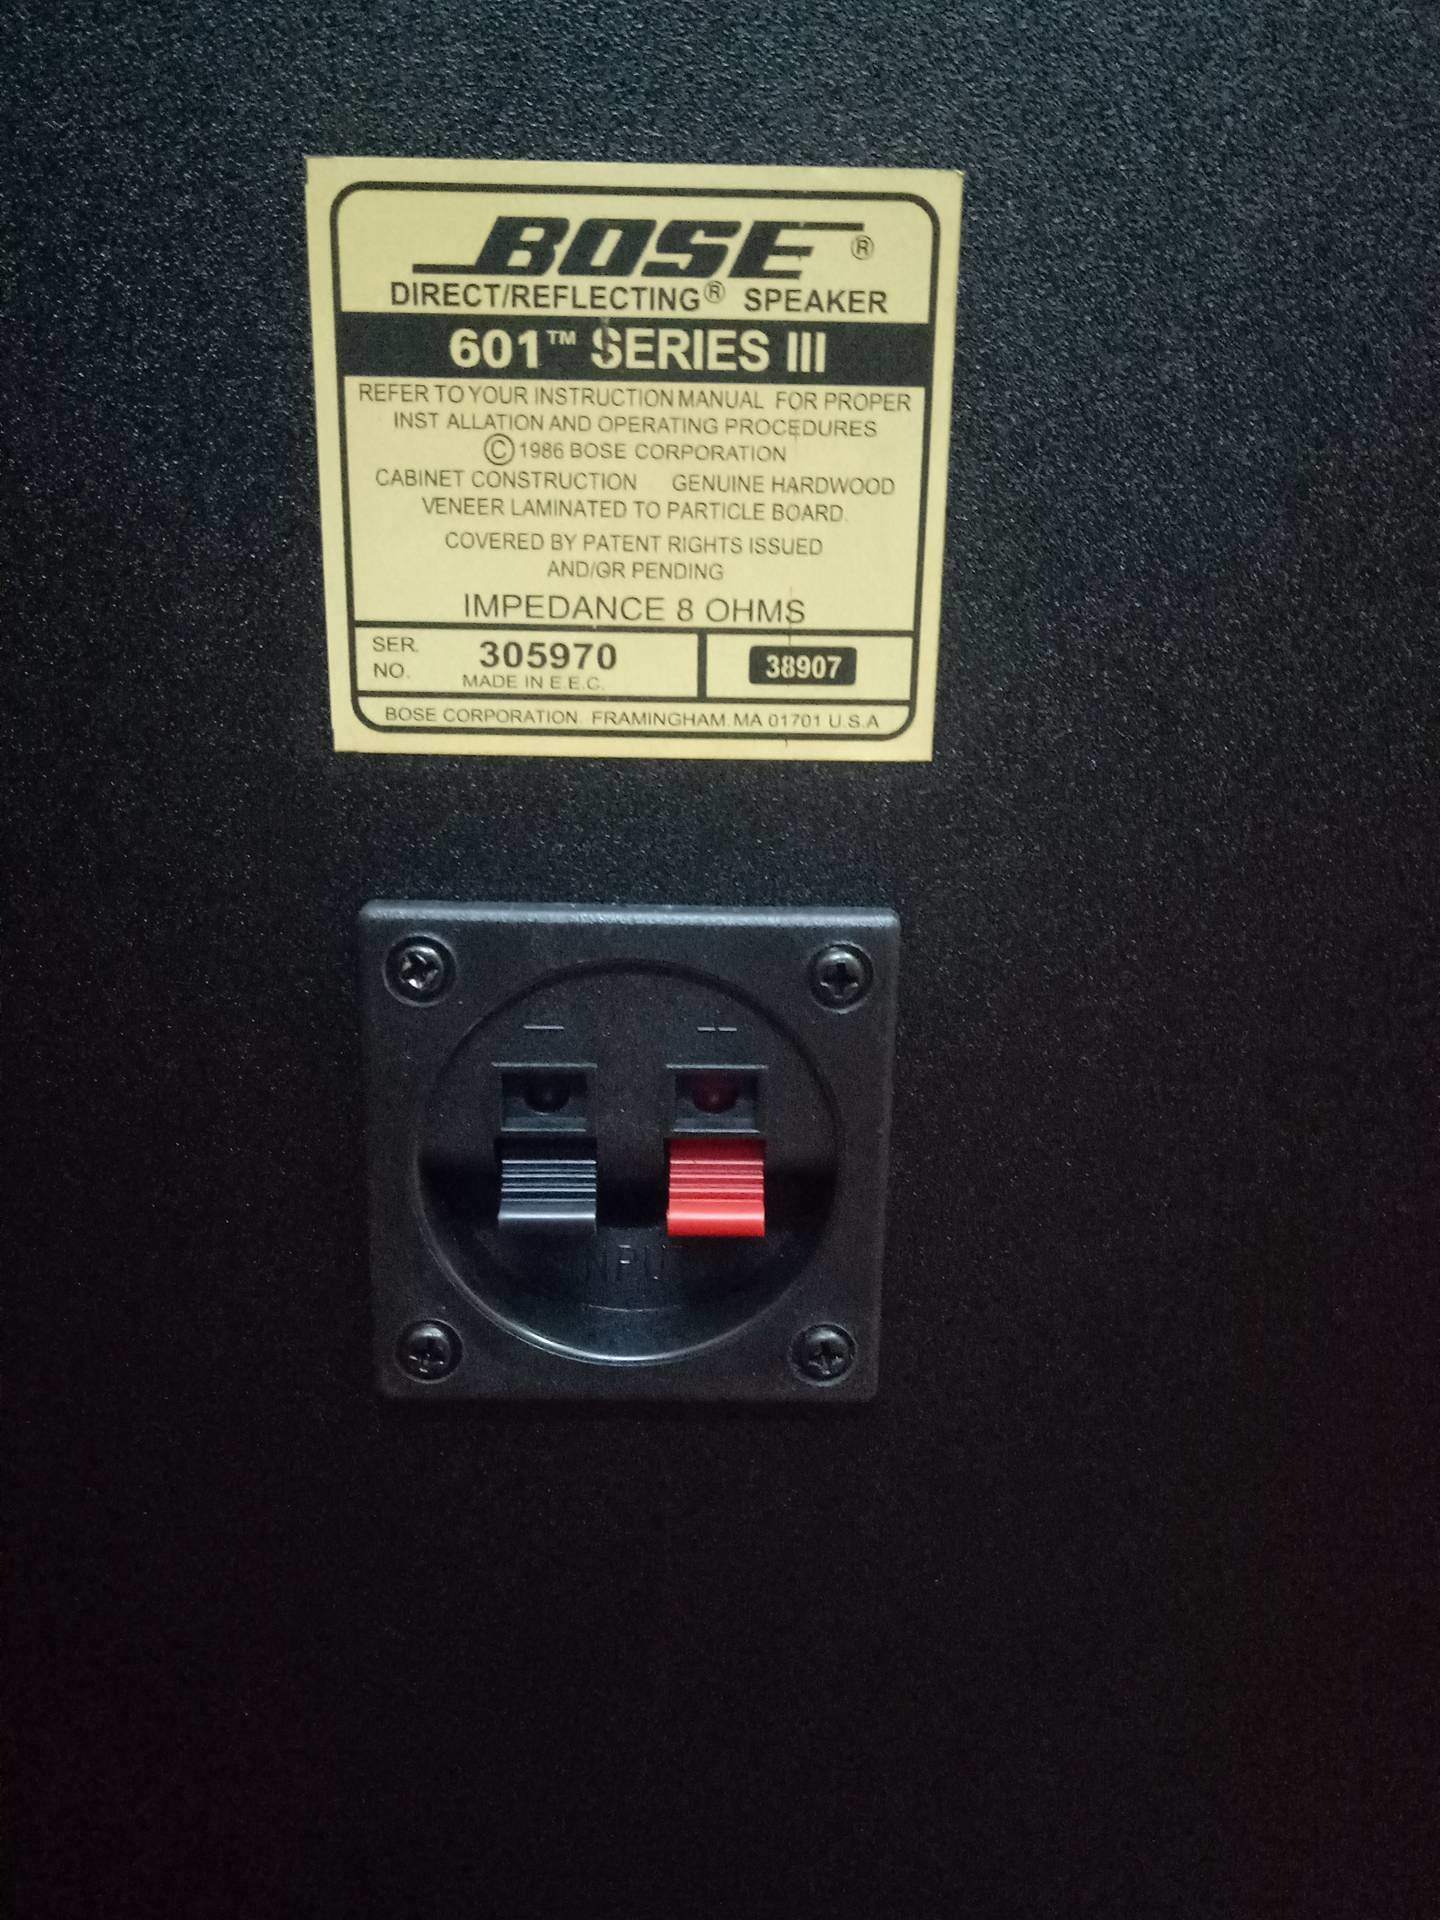 BOSE ®
DIRECT/REFLECTING® SPEAKER
601™ SERIES III
REFER TO YOUR INSTRUCTION MANUAL FOR PROPER
INST ALLATION AND OPERATING PROCEDURES
© 1986 BOSE CORPORATION
CABINET CONSTRUCTION GENUINE HARDWOOD
VENEER LAMINATED TO PARTICLE BOARD.
COVERED BY PATENT RIGHTS ISSUED
AND/GR PENDING
IMPEDANCE 8 OHMS
SER. NO. 305970
MADE IN E.E.C.
38907
BOSE CORPORATION. FRAMINGHAM. MA 01701 U.S.A
INPUT